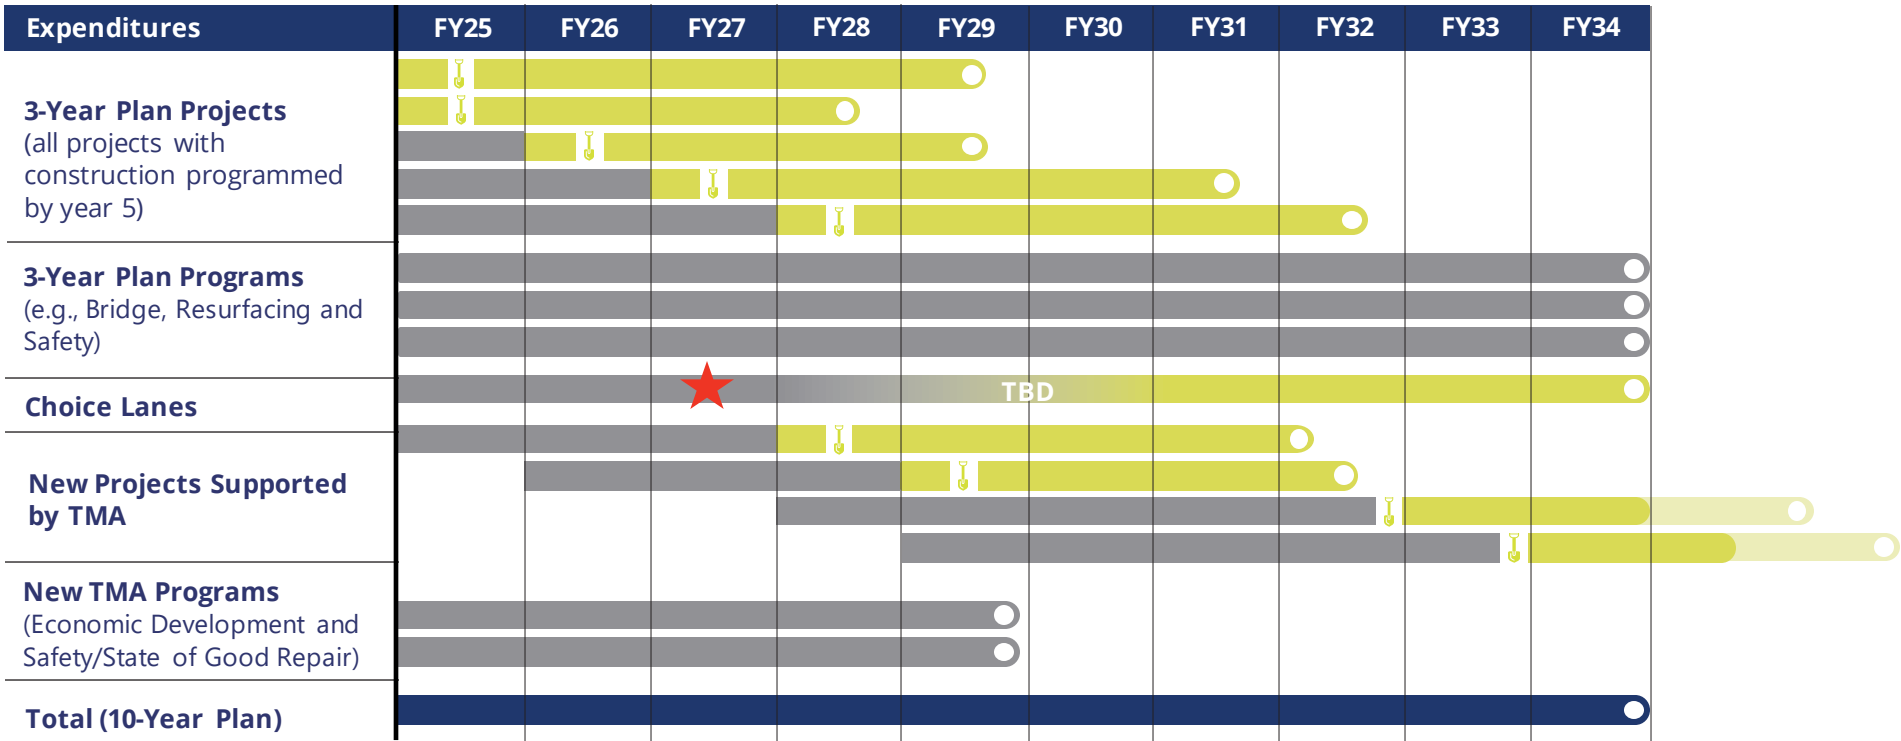 Expenditures FY25 FY26 FY27 FY28 FY29 FY30 FY31 FY32 FY33 FY34
3-Year Plan Projects
(all projects with
construction programmed
by year 5)
3-Year Plan Programs
(e.g., Bridge, Resurfacing and
Safety)
Choice Lanes
TBD
New Projects Supported
by TMA
New TMA Programs
(Economic Development and
Safety/State of Good Repair)
Total (10-Year Plan)